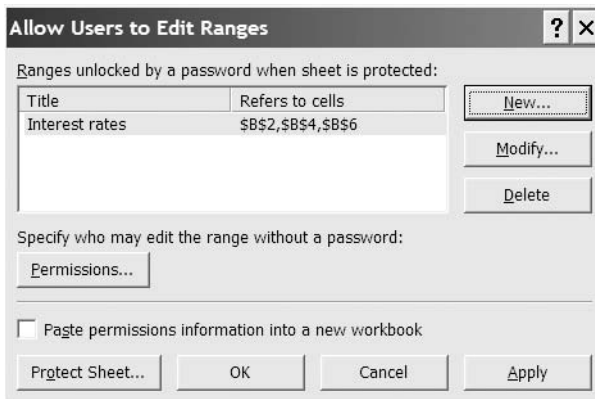 Allow Users to Edit Ranges
Ranges unlocked by a password when sheet is protected:
Title Refers to cells
Interest rates $B$2,$B$4,$B$6
New...
Modify...
Delete
Specify who may edit the range without a password:
Permissions...
Paste permissions information into a new workbook
Protect Sheet... OK Cancel Apply